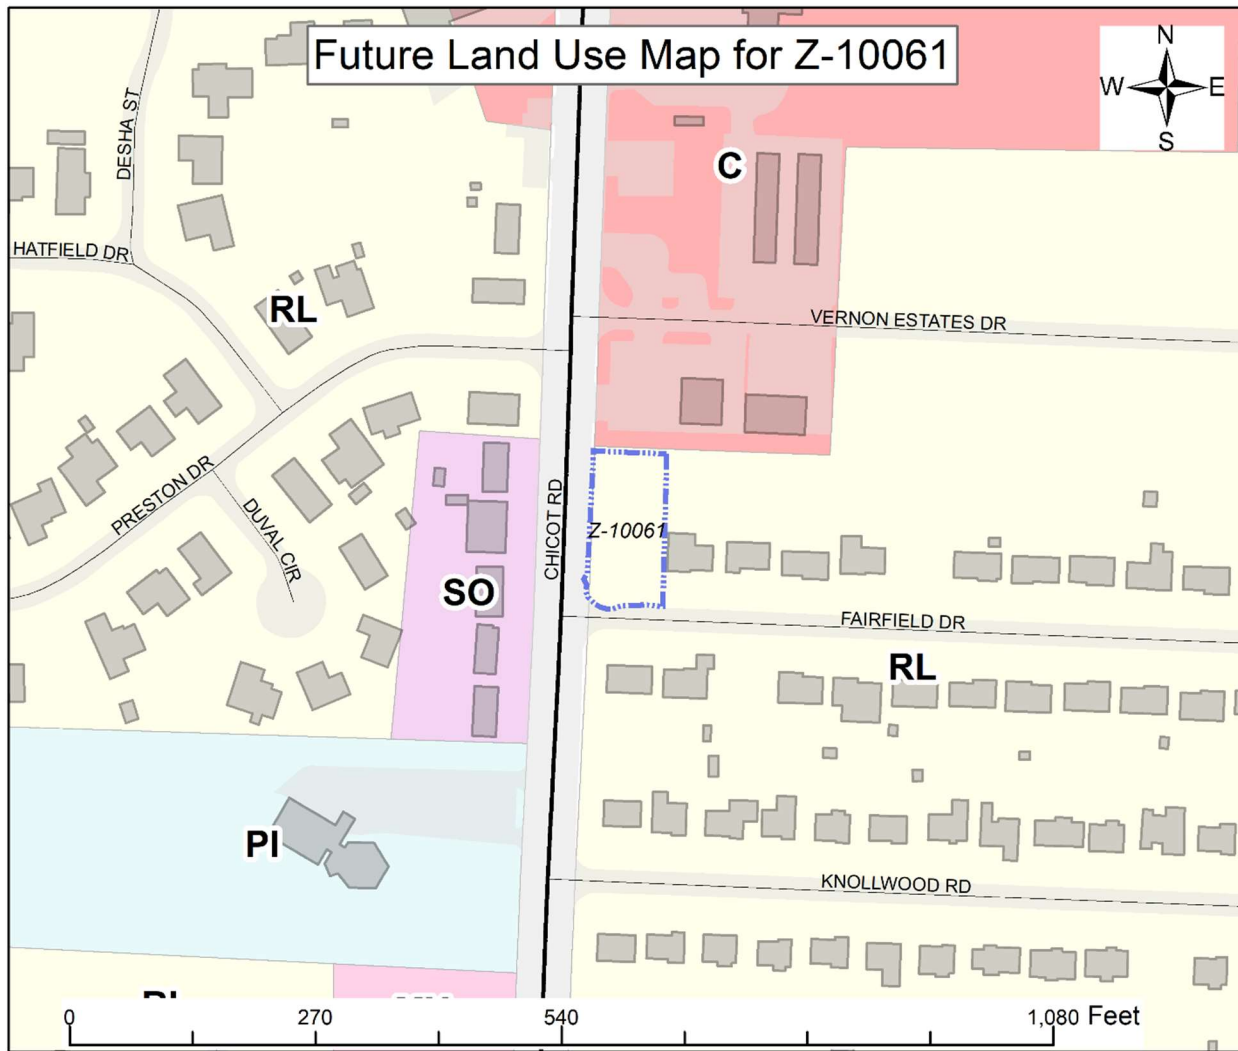 Future Land Use Map for Z-10061
N
W E
S
DESHA ST
C
HATFIELD DR
RL
VERNON ESTATES DR
PRESTON DR
DUVAL CIR
CHICOT RD
Z-10061
SO
FAIRFIELD DR
RL
PI
KNOLLWOOD RD
0 270 540 1,080 Feet